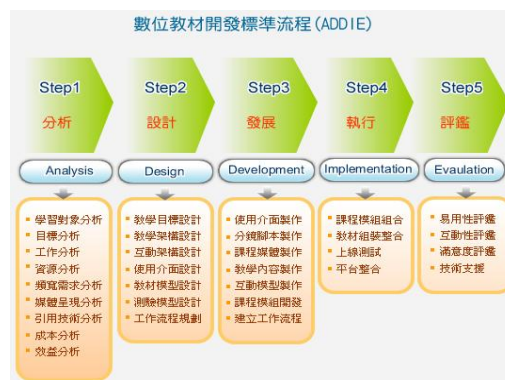 數位教材開發標準流程(ADDIE)
Step1
分析
Step2
設計
Step3
發展
Step4
執行
Step5
評鑑
Analysis
Design
Development
Implementation
Evaulation
學習對象分析
目標分析
工作分析
資源分析
頻寬需求分析
媒體呈現分析
引用技術分析
成本分析
效益分析
教學目標設計
教學架構設計
互動架構設計
使用介面設計
教材模型設計
測驗模型設計
工作流程規劃
使用介面製作
分鏡腳本製作
課程媒體製作
教學內容製作
互動模型製作
課程模組開發
建立工作流程
課程模組組合
教材組裝整合
上線測試
平台整合
易用性評鑑
互動性評鑑
滿意度評鑑
技術支援